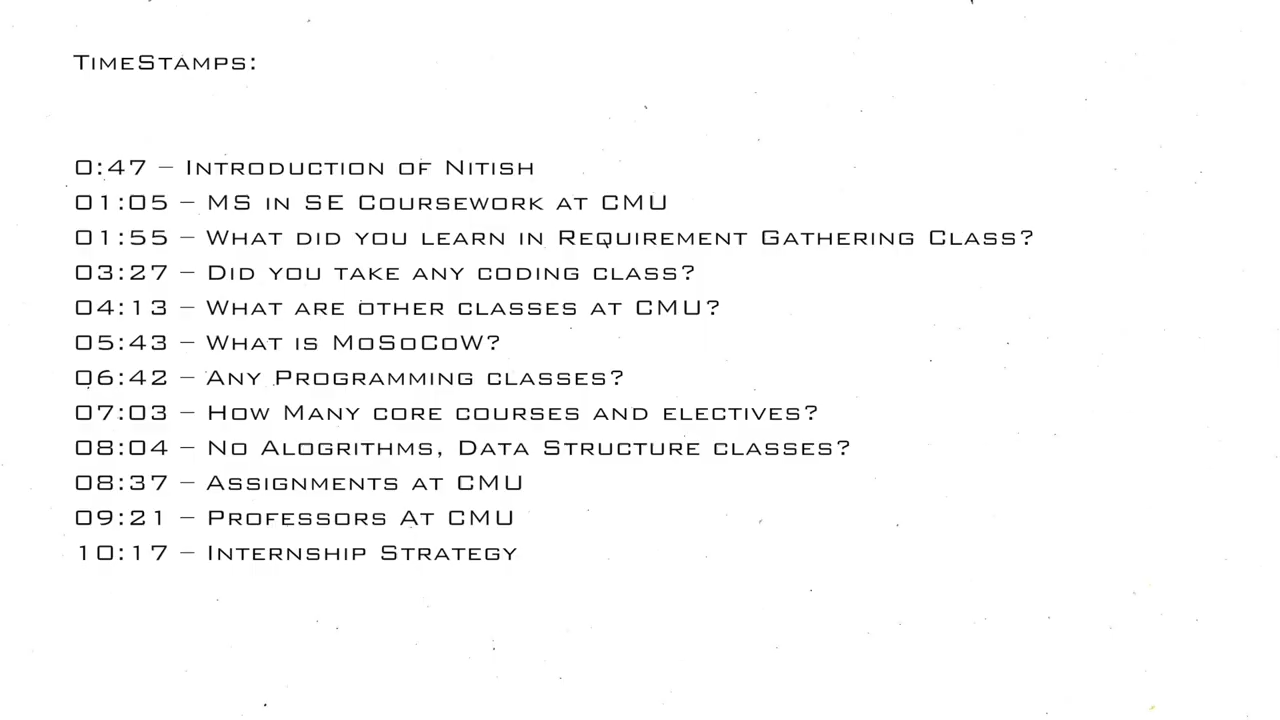 TimeStamps:
0:47 – Introduction of Nitish
01:05 – MS in SE Coursework at CMU
01:55 – What did you learn in Requirement Gathering Class?
03:27 – Did you take any coding class?
04:13 – What are other classes at CMU?
05:43 – What is MoSoCoW?
06:42 – Any Programming classes?
07:03 – How Many core courses and electives?
08:04 – No Alogrithms, Data Structure classes?
08:37 – Assignments at CMU
09:21 – Professors At CMU
10:17 – Internship Strategy